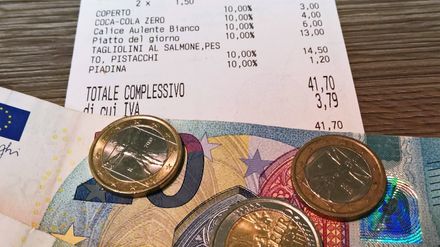 2 x 1,50
COPERTO 10,00% 3,00
COCA-COLA ZERO 10,00% 4,00
Calice Aulente Bianco 10,00% 6,00
Piatto del giorno 10,00% 13,00
TAGLIOLINI AL SALMONE,PES
TO, PISTACCHI 10,00% 14,50
PIADINA 10,00% 1,20
TOTALE COMPLESSIVO 41,70
di cui IVA 3,79
41,70